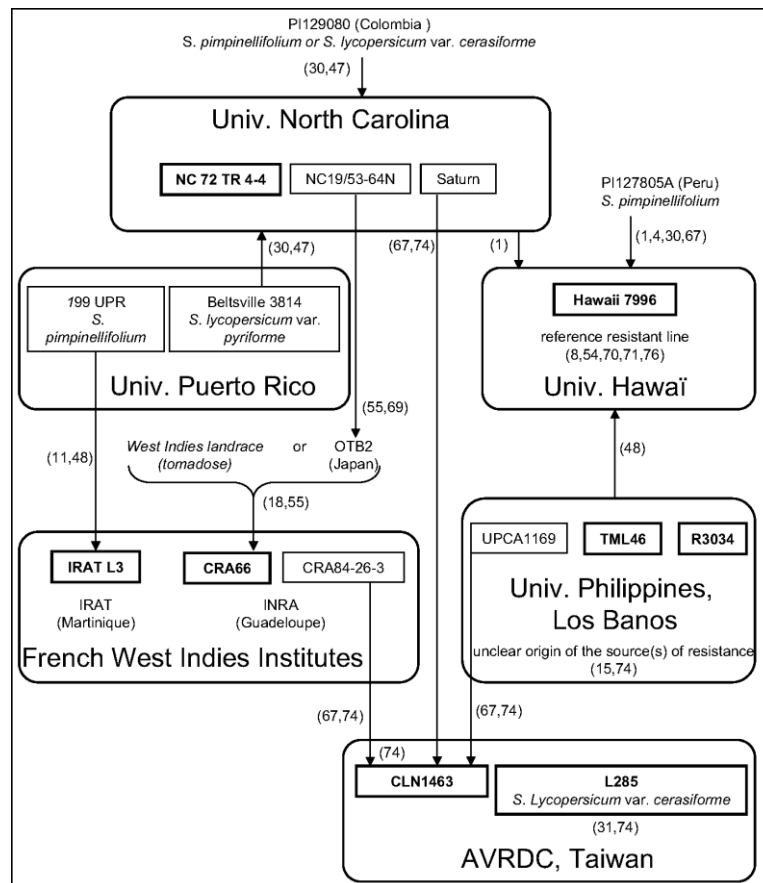 PI129080 (Colombia )
S. pimpinellifolium or S. lycopersicum var. cerasiforme
(30,47)
Univ. North Carolina
NC 72 TR 4-4
NC19/53-64N
Saturn
PI127805A (Peru)
S. pimpinellifolium
(30,47)
(67,74)
(1)
(1,4,30,67)
199 UPR
S.
pimpinellifolium
Beltsville 3814
S. lycopersicum var.
pyriforme
Univ. Puerto Rico
Hawaii 7996
reference resistant line
(8,54,70,71,76)
Univ. Hawaï
(55,69)
(11,48)
West Indies landrace
(tomadose)
or
OTB2
(Japan)
(18,55)
(48)
IRAT L3
CRA66
CRA84-26-3
IRAT
(Martinique)
INRA
(Guadeloupe)
French West Indies Institutes
UPCA1169
TML46
R3034
Univ. Philippines,
Los Banos
unclear origin of the source(s) of resistance
(15,74)
(67,74)
(67,74)
(74)
CLN1463
L285
S. Lycopersicum var. cerasiforme
(31,74)
AVRDC, Taiwan